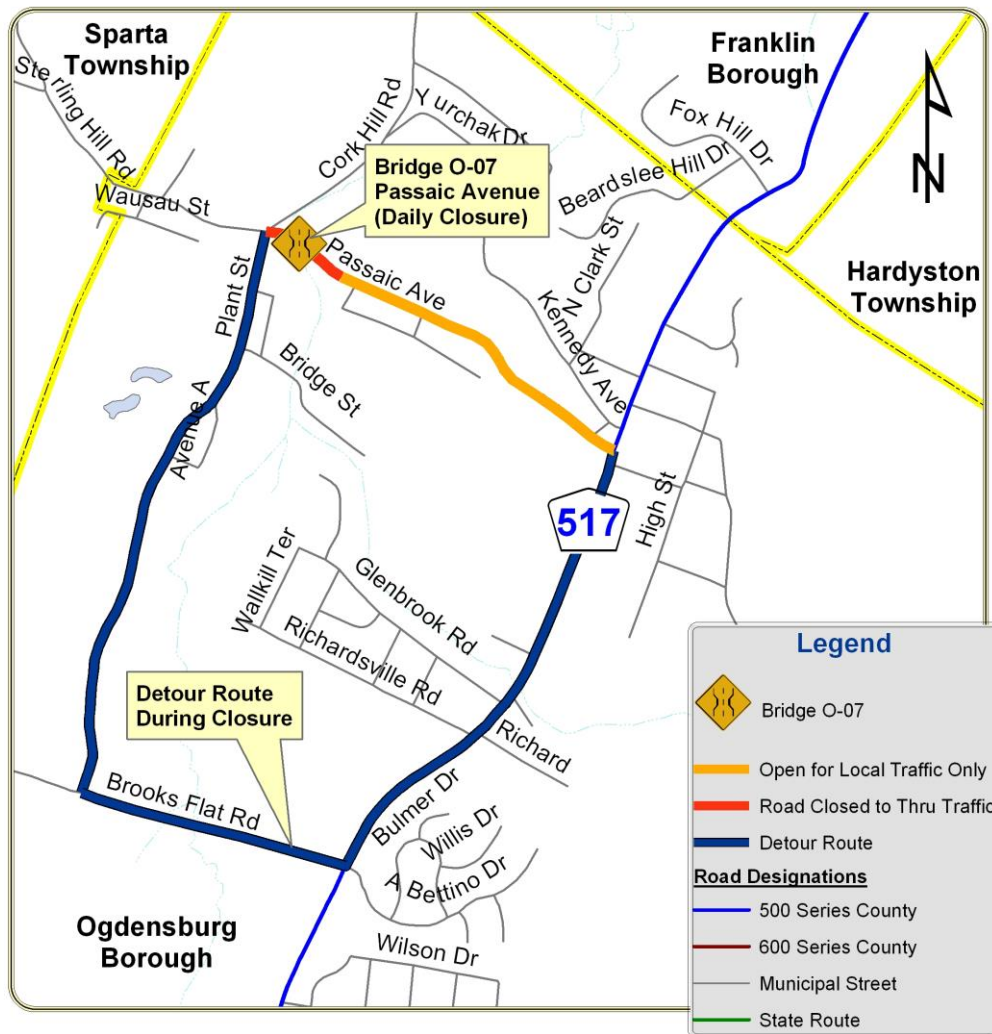 Sparta
Township
Franklin
Borough
Sterling Hill Rd
Cork Hill Rd
Yurchak Dr
Fox Hill Dr
Beardslee Hill Dr
Wausau St
Bridge O-07
Passaic Avenue
(Daily Closure)
N
Passaic Ave
N Clark St
Kennedy Ave
Hardyston
Township
Plant St
Bridge St
Avenue A
High St
517
Wallkill Ter
Glenbrook Rd
Richardsville Rd
Richard
Detour Route
During Closure
Brooks Flat Rd
Bulmer Dr
Willis Dr
A Bettino Dr
Ogdensburg
Borough
Wilson Dr
Legend
Bridge O-07
Open for Local Traffic Only
Road Closed to Thru Traffic
Detour Route
Road Designations
500 Series County
600 Series County
Municipal Street
State Route